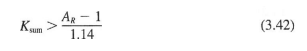 K_sum > (A_R − 1) / 1.14 (3.42)